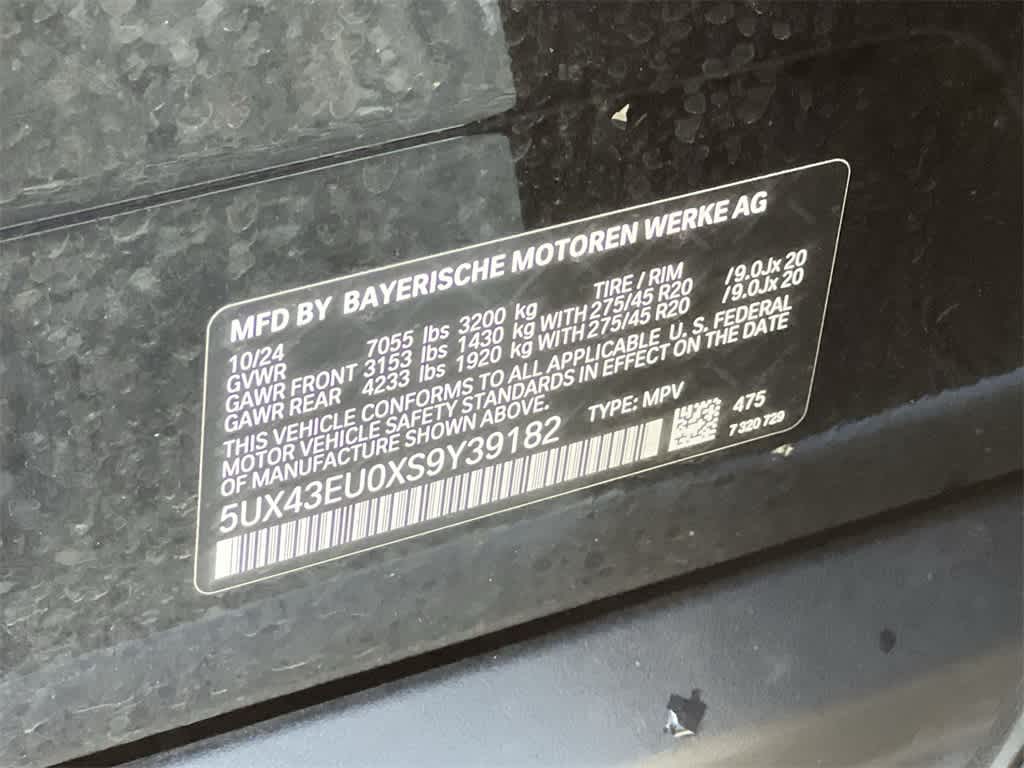 MFD BY BAYERISCHE MOTOREN WERKE AG
10/24 TIRE / RIM
GVWR 7055 lbs 3200 kg
GAWR FRONT 3153 lbs 1430 kg WITH 275/45 R20 /9.0Jx 20
GAWR REAR 4233 lbs 1920 kg WITH 275/45 R20 /9.0Jx 20
THIS VEHICLE CONFORMS TO ALL APPLICABLE U. S. FEDERAL
MOTOR VEHICLE SAFETY STANDARDS IN EFFECT ON THE DATE
OF MANUFACTURE SHOWN ABOVE. TYPE: MPV
5UX43EU0XS9Y39182
475
7 320 729